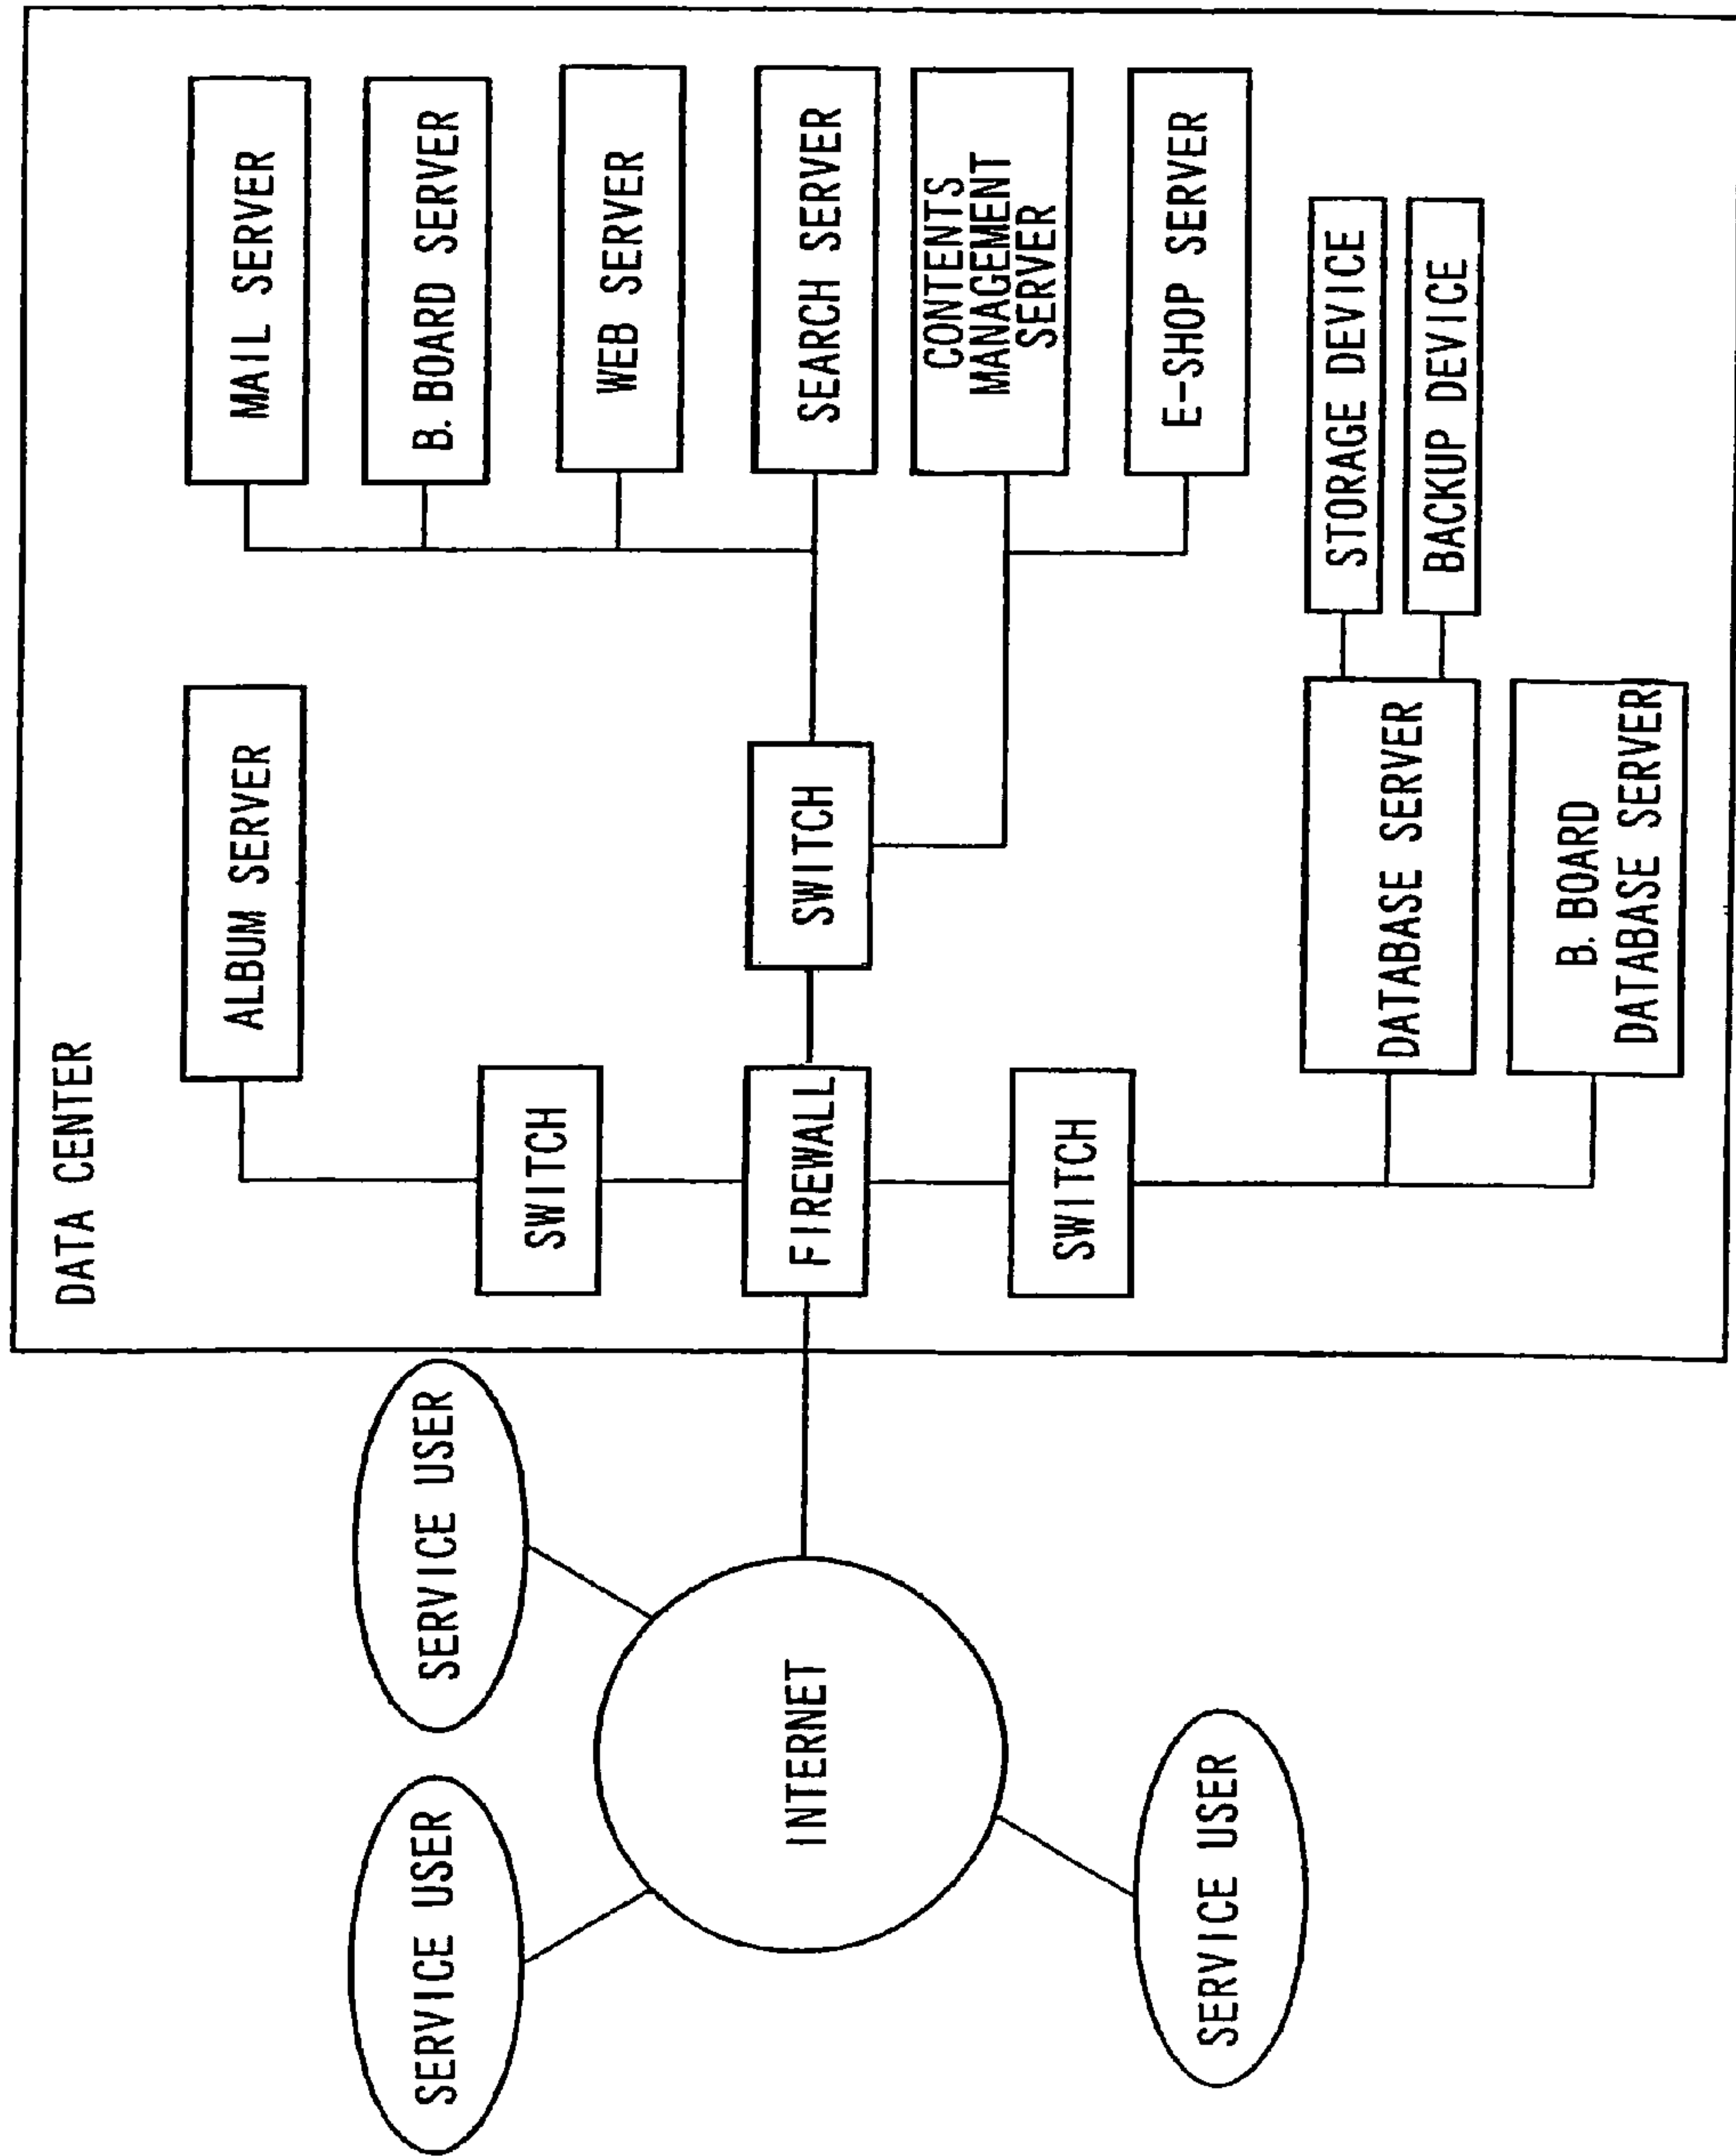 DATA CENTER
ALBUM SERVER
MAIL SERVER
B. BOARD SERVER
WEB SERVER
SEARCH SERVER
CONTENTS
MANAGEMENT
SERVER
E-SHOP SERVER
SWITCH
SWITCH
FIREWALL
SWITCH
STORAGE DEVICE
BACKUP DEVICE
DATABASE SERVER
B. BOARD
DATABASE SERVER
SERVICE USER
SERVICE USER
INTERNET
SERVICE USER